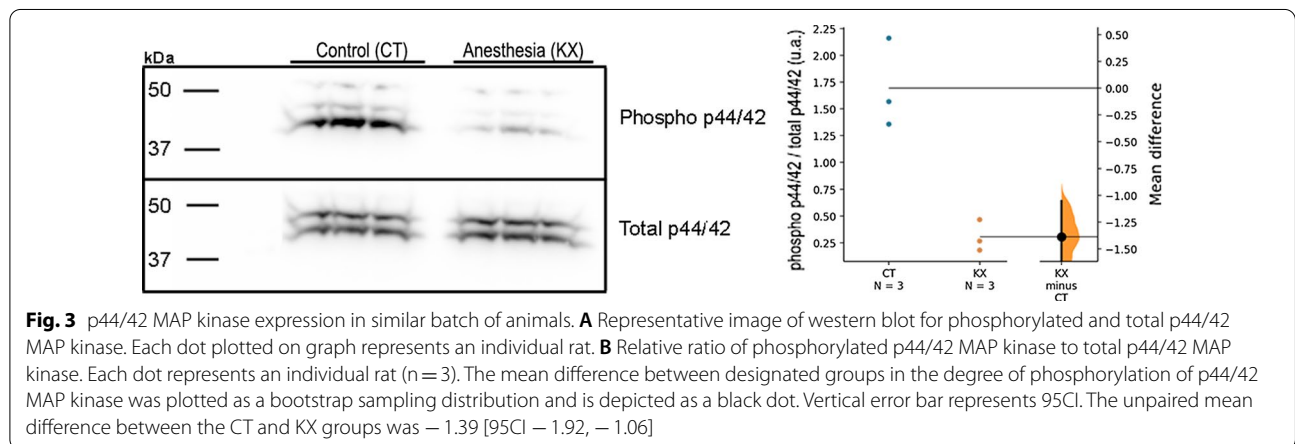 kDa
Control (CT)
Anesthesia (KX)
50
37
Phospho p44/42
50
37
Total p44/42
phospho p44/42 / total p44/42 (u.a.)
2.25
2.00
1.75
1.50
1.25
1.00
0.75
0.50
0.25
CT
N = 3
KX
N = 3
KX
minus
CT
0.50
0.25
0.00
−0.25
−0.50
−0.75
−1.00
−1.25
−1.50
Mean difference
Fig. 3 p44/42 MAP kinase expression in similar batch of animals. A Representative image of western blot for phosphorylated and total p44/42
MAP kinase. Each dot plotted on graph represents an individual rat. B Relative ratio of phosphorylated p44/42 MAP kinase to total p44/42 MAP
kinase. Each dot represents an individual rat (n = 3). The mean difference between designated groups in the degree of phosphorylation of p44/42
MAP kinase was plotted as a bootstrap sampling distribution and is depicted as a black dot. Vertical error bar represents 95CI. The unpaired mean
difference between the CT and KX groups was − 1.39 [95CI − 1.92, − 1.06]